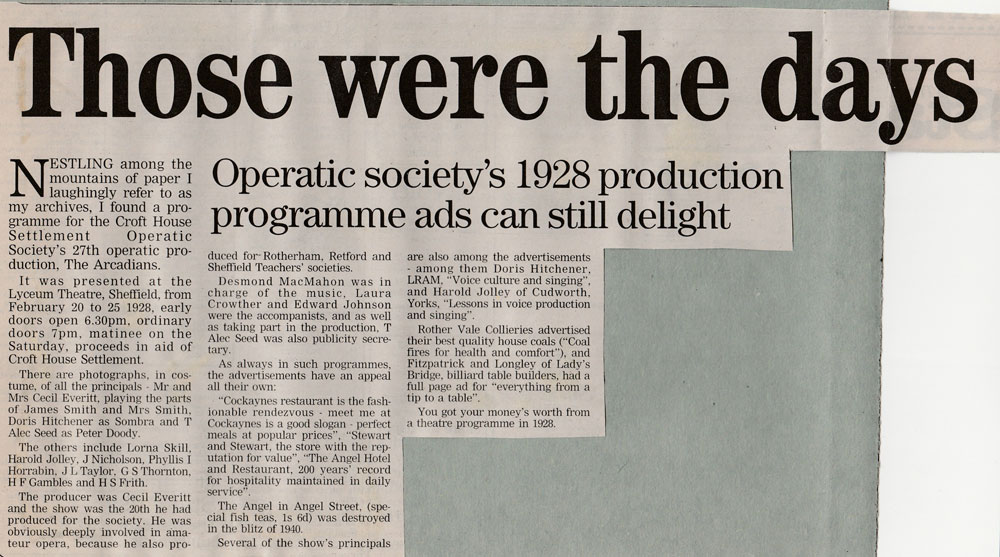 Those were the days
Operatic society's 1928 production
programme ads can still delight
NESTLING among the
mountains of paper I
laughingly refer to as
my archives, I found a pro-
gramme for the Croft House
Settlement Operatic
Society's 27th operatic pro-
duction, The Arcadians.
It was presented at the
Lyceum Theatre, Sheffield, from
February 20 to 25 1928, early
doors open 6.30pm, ordinary
doors 7pm, matinee on the
Saturday, proceeds in aid of
Croft House Settlement.
There are photographs, in cos-
tume, of all the principals - Mr and
Mrs Cecil Everitt, playing the parts
of James Smith and Mrs Smith,
Doris Hitchener as Sombra and T
Alec Seed as Peter Doody.
The others include Lorna Skill,
Harold Jolley, J Nicholson, Phyllis I
Horrabin, J L Taylor, G S Thornton,
H F Gambles and H S Frith.
The producer was Cecil Everitt
and the show was the 20th he had
produced for the society. He was
obviously deeply involved in ama-
teur opera, because he also pro-
duced for Rotherham, Retford and
Sheffield Teachers' societies.
Desmond MacMahon was in
charge of the music, Laura
Crowther and Edward Johnson
were the accompanists, and as well
as taking part in the production, T
Alec Seed was also publicity secre-
tary.
As always in such programmes,
the advertisements have an appeal
all their own:
"Cockaynes restaurant is the fash-
ionable rendezvous - meet me at
Cockaynes is a good slogan - perfect
meals at popular prices", "Stewart
and Stewart, the store with the rep-
utation for value", "The Angel Hotel
and Restaurant, 200 years' record
for hospitality maintained in daily
service".
The Angel in Angel Street, (spe-
cial fish teas, 1s 6d) was destroyed
in the blitz of 1940.
Several of the show's principals
are also among the advertisements
- among them Doris Hitchener,
LRAM, "Voice culture and singing",
and Harold Jolley of Cudworth,
Yorks, "Lessons in voice production
and singing".
Rother Vale Collieries advertised
their best quality house coals ("Coal
fires for health and comfort"), and
Fitzpatrick and Longley of Lady's
Bridge, billiard table builders, had a
full page ad for "everything from a
tip to a table".
You got your money's worth from
a theatre programme in 1928.